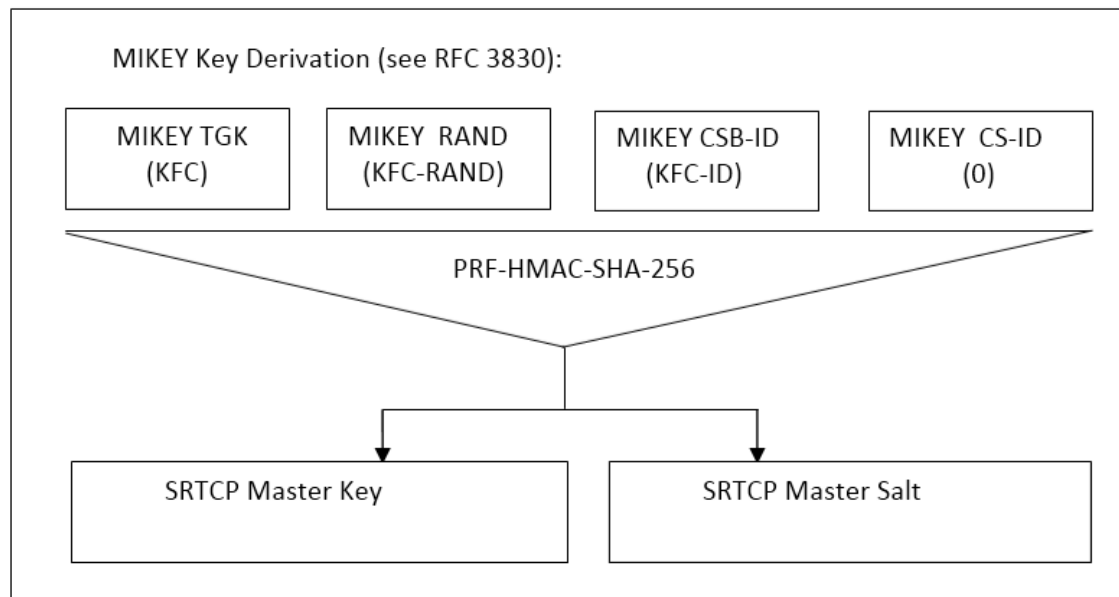 MIKEY Key Derivation (see RFC 3830):
MIKEY TGK
(KFC)
MIKEY RAND
(KFC-RAND)
MIKEY CSB-ID
(KFC-ID)
MIKEY CS-ID
(0)
PRF-HMAC-SHA-256
SRTCP Master Key
SRTCP Master Salt